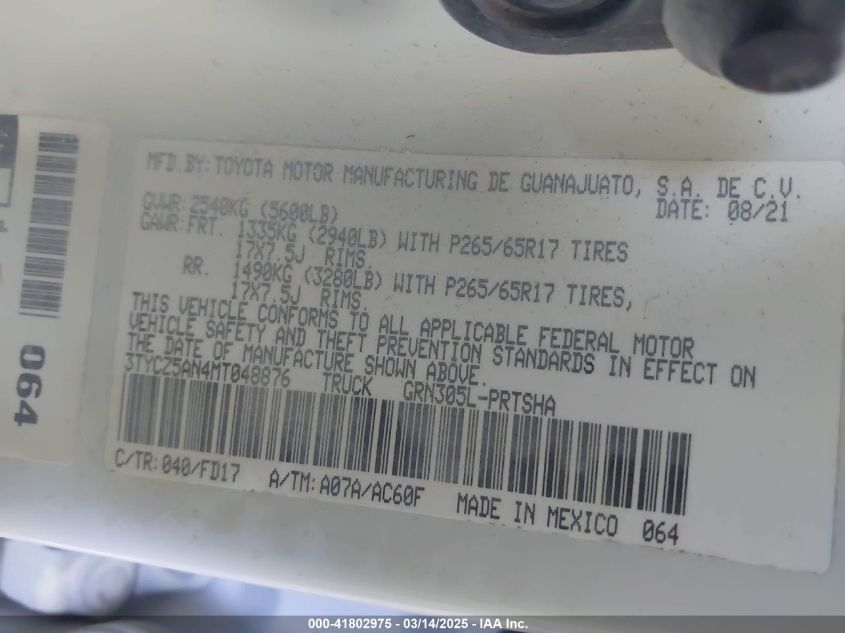 MFD.BY:TOYOTA MOTOR MANUFACTURING DE GUANAJUATO, S.A. DE C.V.
DATE: 08/21
GVWR:2540KG (5600LB)
GAWR:FRT. 1335KG (2940LB) WITH P265/65R17 TIRES
17X7.5J RIMS,
RR. 1490KG (3280LB) WITH P265/65R17 TIRES,
17X7.5J RIMS.
THIS VEHICLE CONFORMS TO ALL APPLICABLE FEDERAL MOTOR
VEHICLE SAFETY AND THEFT PREVENTION STANDARDS IN EFFECT ON
THE DATE OF MANUFACTURE SHOWN ABOVE.
3TYCZ5AN4MT048876 TRUCK GRN305L-PRTSHA
C/TR:040/FD17 A/TM:A07A/AC60F MADE IN MEXICO 064
064
000-41802975 - 03/14/2025 - IAA Inc.